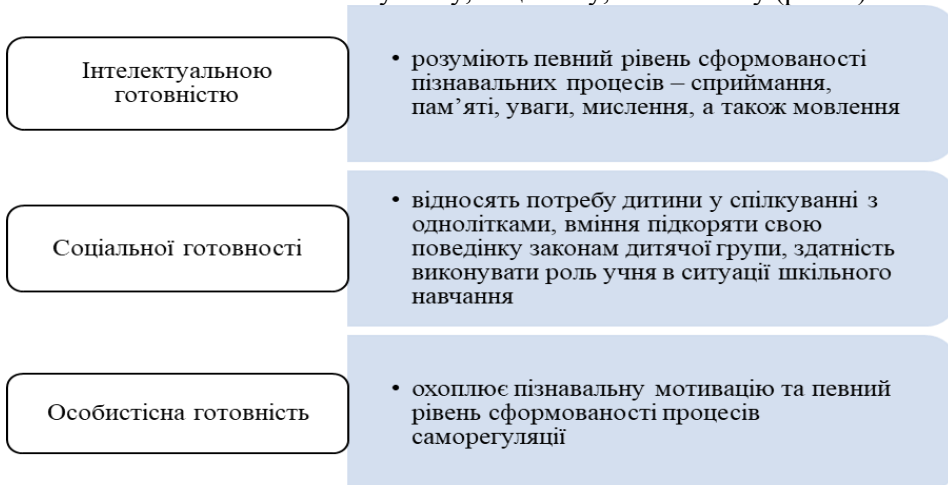 Інтелектуальною
готовністю
• розуміють певний рівень сформованості
пізнавальних процесів – сприймання,
пам’яті, уваги, мислення, а також мовлення
Соціальної готовності
• відносять потребу дитини у спілкуванні з
однолітками, вміння підкоряти свою
поведінку законам дитячої групи, здатність
виконувати роль учня в ситуації шкільного
навчання
Особистісна готовність
• охоплює пізнавальну мотивацію та певний
рівень сформованості процесів
саморегуляції